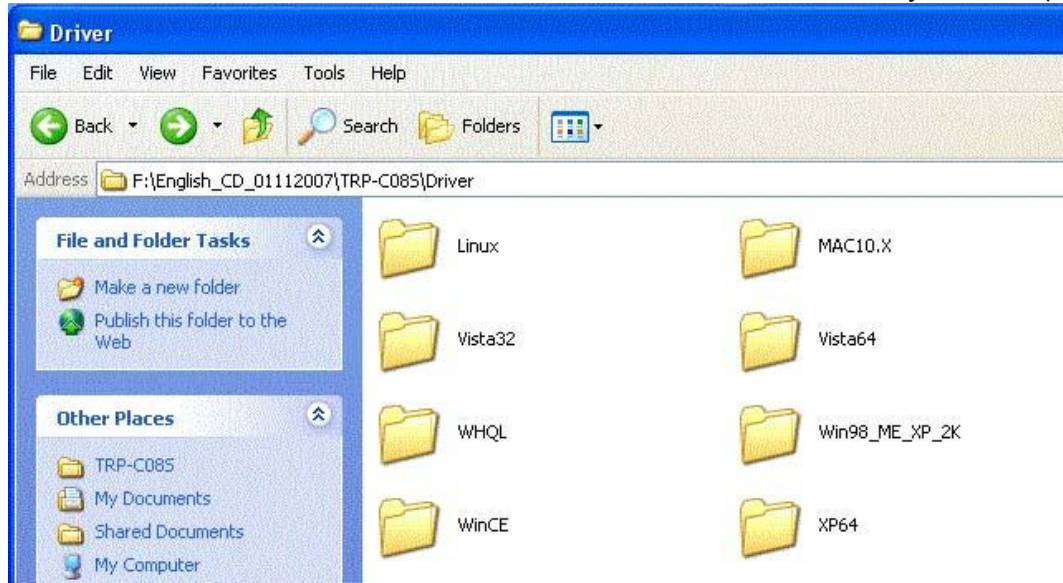 Driver
File Edit View Favorites Tools Help
Back Search Folders
Address F:\English_CD_01112007\TRP-C08S\Driver
File and Folder Tasks
Make a new folder
Publish this folder to the
Web
Other Places
TRP-C08S
My Documents
Shared Documents
My Computer
Linux MAC10.X
Vista32 Vista64
WHQL Win98_ME_XP_2K
WinCE XP64